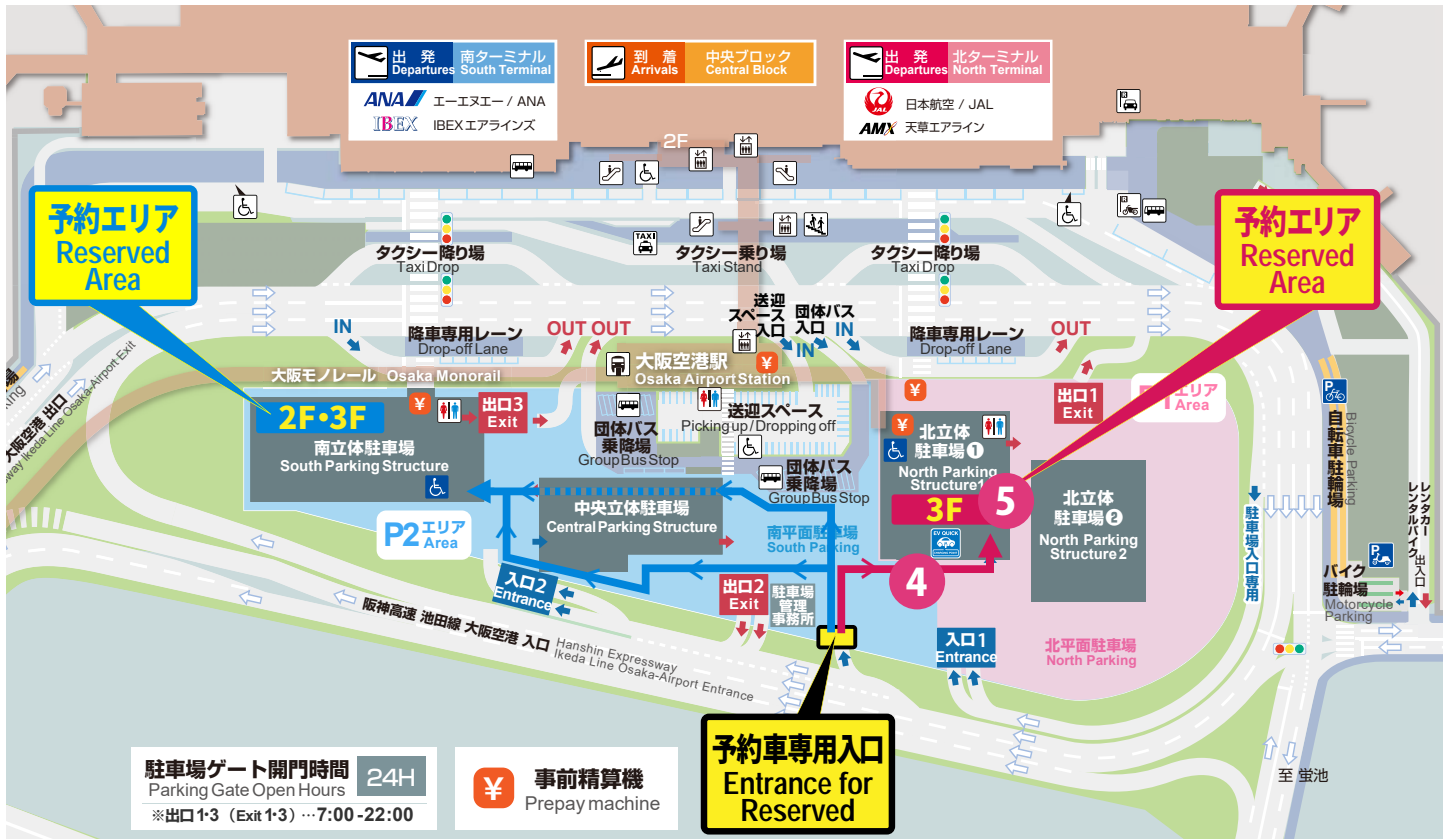 出 発
Departures
南ターミナル
South Terminal
ANA エーエヌエー / ANA
IBEX IBEXエアラインズ
到 着
Arrivals
中央ブロック
Central Block
出 発
Departures
北ターミナル
North Terminal
JAL 日本航空 / JAL
AMX 天草エアライン
2F
予約エリア
Reserved
Area
予約エリア
Reserved
Area
タクシー降り場
Taxi Drop
TAXI
タクシー乗り場
Taxi Stand
タクシー降り場
Taxi Drop
IN
降車専用レーン
Drop-off Lane
OUT OUT
送迎
スペース
入口
団体バス
入口
IN
IN
降車専用レーン
Drop-off Lane
OUT
大阪モノレール Osaka Monorail
大阪空港駅
Osaka Airport Station
¥
大阪空港 出口
Ikeda Line Osaka-Airport Exit
2F・3F
南立体駐車場
South Parking Structure
¥
出口3
Exit
団体バス
乗降場
Group Bus Stop
送迎スペース
Picking up / Dropping off
団体バス
乗降場
Group Bus Stop
¥
¥
北立体
駐車場❶
North Parking
Structure1
3F
EV QUICK
5
4
出口1
Exit
エリア
Area
北立体
駐車場❷
North Parking
Structure 2
P
自転車駐輪場
Bicycle Parking
駐車場入口専用
レンタカー
レンタルバイク
出入口
P
バイク
駐輪場
Motorcycle
Parking
P2 エリア
Area
中央立体駐車場
Central Parking Structure
南平面駐車場
South Parking
入口2
Entrance
出口2
Exit
駐車場
管理
事務所
入口1
Entrance
北平面駐車場
North Parking
阪神高速 池田線 大阪空港 入口
Hanshin Expressway
Ikeda Line Osaka-Airport Entrance
予約車専用入口
Entrance for
Reserved
至 蛍池
駐車場ゲート開門時間
Parking Gate Open Hours
24H
※出口1・3 (Exit 1・3) …7:00 -22:00
¥
事前精算機
Prepay machine